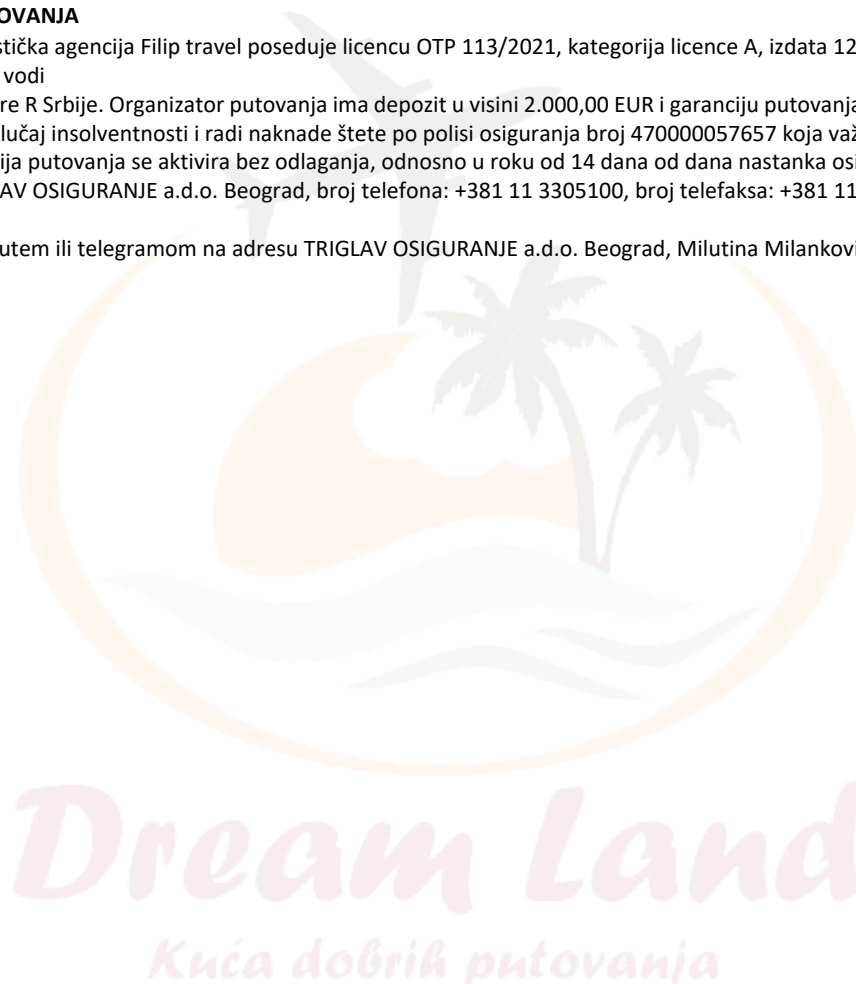 OVANJA
stička agencija Filip travel poseduje licencu OTP 113/2021, kategorija licence A, izdata 12
vodi
re R Srbije. Organizator putovanja ima depozit u visini 2.000,00 EUR i garanciju putovanja
lučaj insolventnosti i radi naknade štete po polisi osiguranja broj 470000057657 koja važ
ija putovanja se aktivira bez odlaganja, odnosno u roku od 14 dana od dana nastanka osi
AV OSIGURANJE a.d.o. Beograd, broj telefona: +381 11 3305100, broj telefaksa: +381 11
utem ili telegramom na adresu TRIGLAV OSIGURANJE a.d.o. Beograd, Milutina Milankovi
Dream Land
Kuća dobrih putovanja